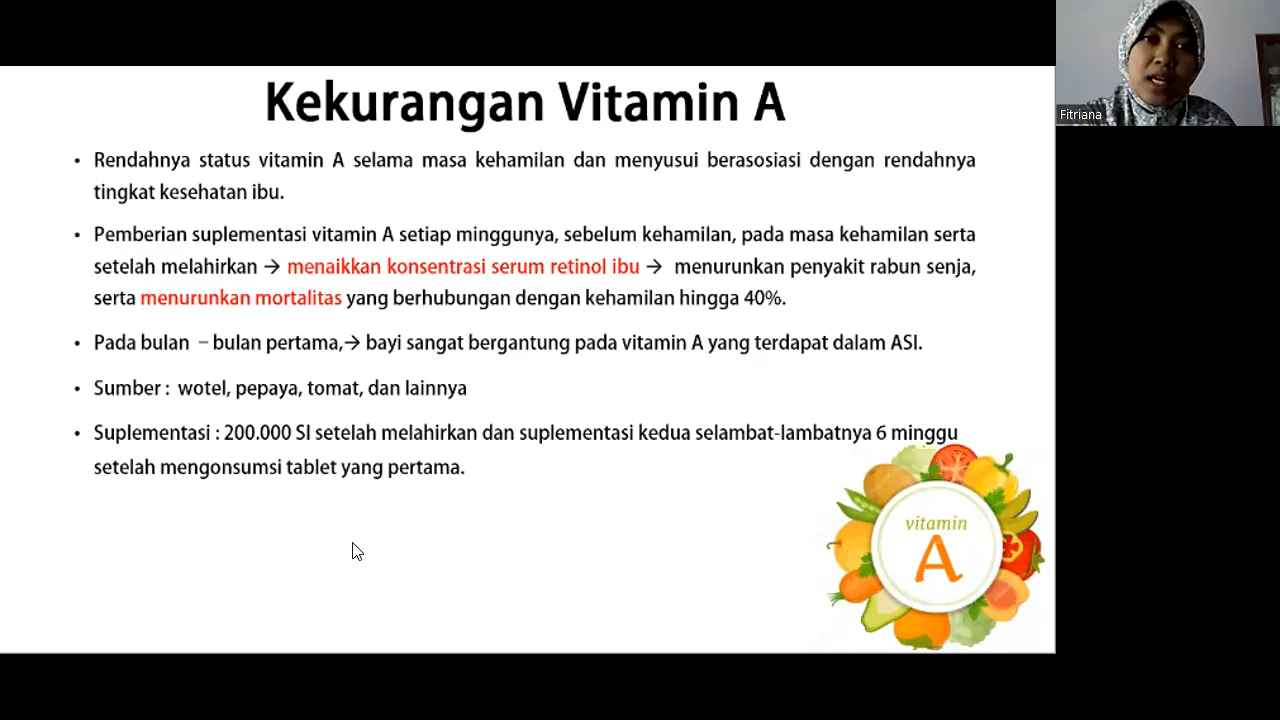 Kekurangan Vitamin A
• Rendahnya status vitamin A selama masa kehamilan dan menyusui berasosiasi dengan rendahnya
tingkat kesehatan ibu.
• Pemberian suplementasi vitamin A setiap minggunya, sebelum kehamilan, pada masa kehamilan serta
setelah melahirkan → menaikkan konsentrasi serum retinol ibu → menurunkan penyakit rabun senja,
serta menurunkan mortalitas yang berhubungan dengan kehamilan hingga 40%.
• Pada bulan – bulan pertama,→ bayi sangat bergantung pada vitamin A yang terdapat dalam ASI.
• Sumber : wotel, pepaya, tomat, dan lainnya
• Suplementasi : 200.000 SI setelah melahirkan dan suplementasi kedua selambat-lambatnya 6 minggu
setelah mengonsumsi tablet yang pertama.
vitamin
A
Fitriana